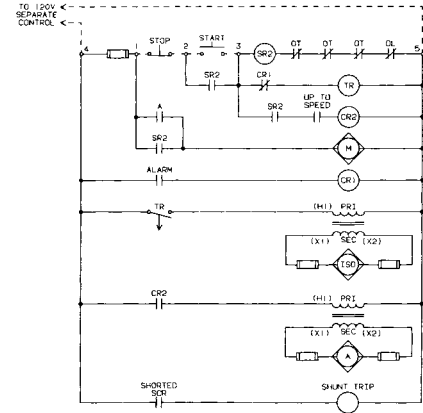 TO 120V
SEPARATE
CONTROL
4 1 STOP 2 START 3 SR2 OT OT OT OL 5
SR2 CR1 TR
SR2 UP TO SPEED CR2
A
SR2 M
ALARM CR1
TR (H1) PRI
(X1) SEC (X2)
ISO
CR2 (H1) PRI
(X1) SEC (X2)
A
SHORTED SCR SHUNT TRIP